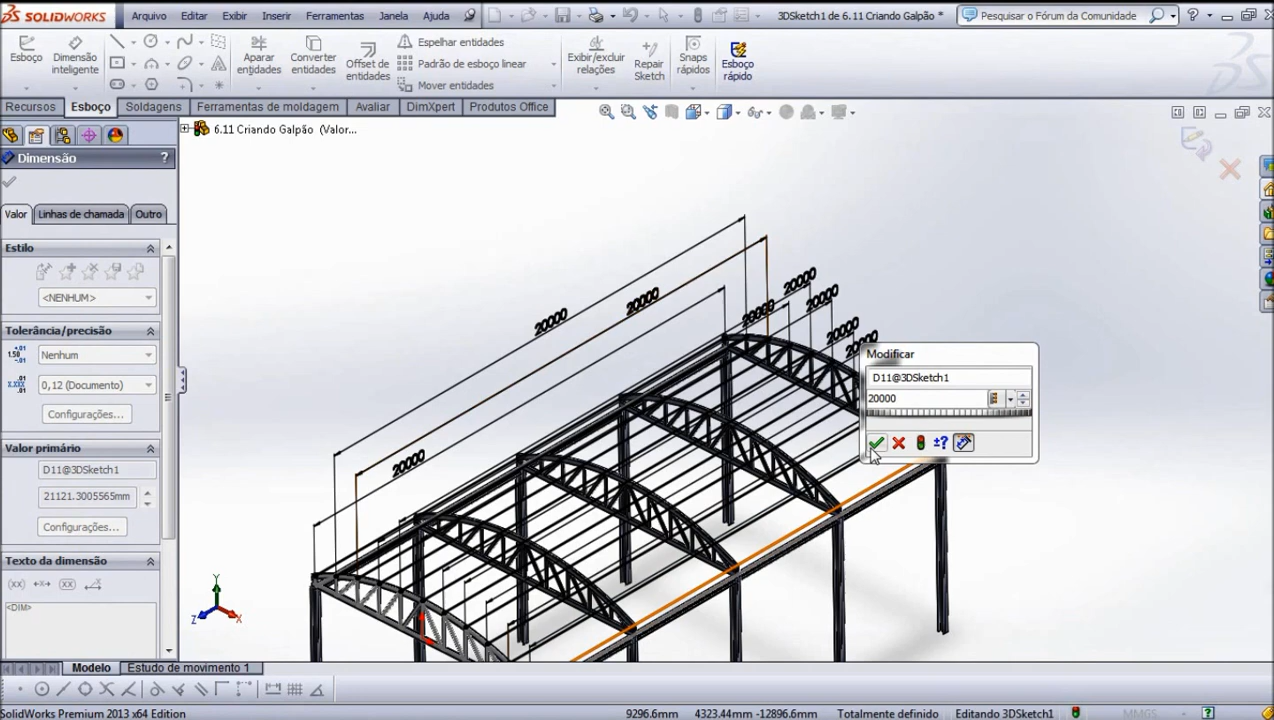 SOLIDWORKS
Arquivo Editar Exibir Inserir Ferramentas Janela Ajuda
3DSketch1 de 6.11 Criando Galpão *
Pesquisar o Fórum da Comunidade
Esboço
Dimensão
inteligente
Aparar
entidades
Converter
entidades
Offset de
entidades
Espelhar entidades
Padrão de esboço linear
Mover entidades
Exibir/excluir
relações
Repair
Sketch
Snaps
rápidos
Esboço
rápido
Recursos Esboço Soldagens Ferramentas de moldagem Avaliar DimXpert Produtos Office
6.11 Criando Galpão (Valor...
Dimensão ?
Valor Linhas de chamada Outro
Estilo
<NENHUM>
Tolerância/precisão
Nenhum
0,12 (Documento)
Configurações...
Valor primário
D11@3DSketch1
21121.3005565mm
Configurações...
Texto da dimensão
<DIM>
20000
20000
20000
20000
20000
20000
20000
20000
Modificar
D11@3DSketch1
20000
Y
Z
X
Modelo Estudo de movimento 1
SolidWorks Premium 2013 x64 Edition
9296.6mm
4323.44mm -12896.6mm
Totalmente definido
Editando 3DSketch1
MMGS